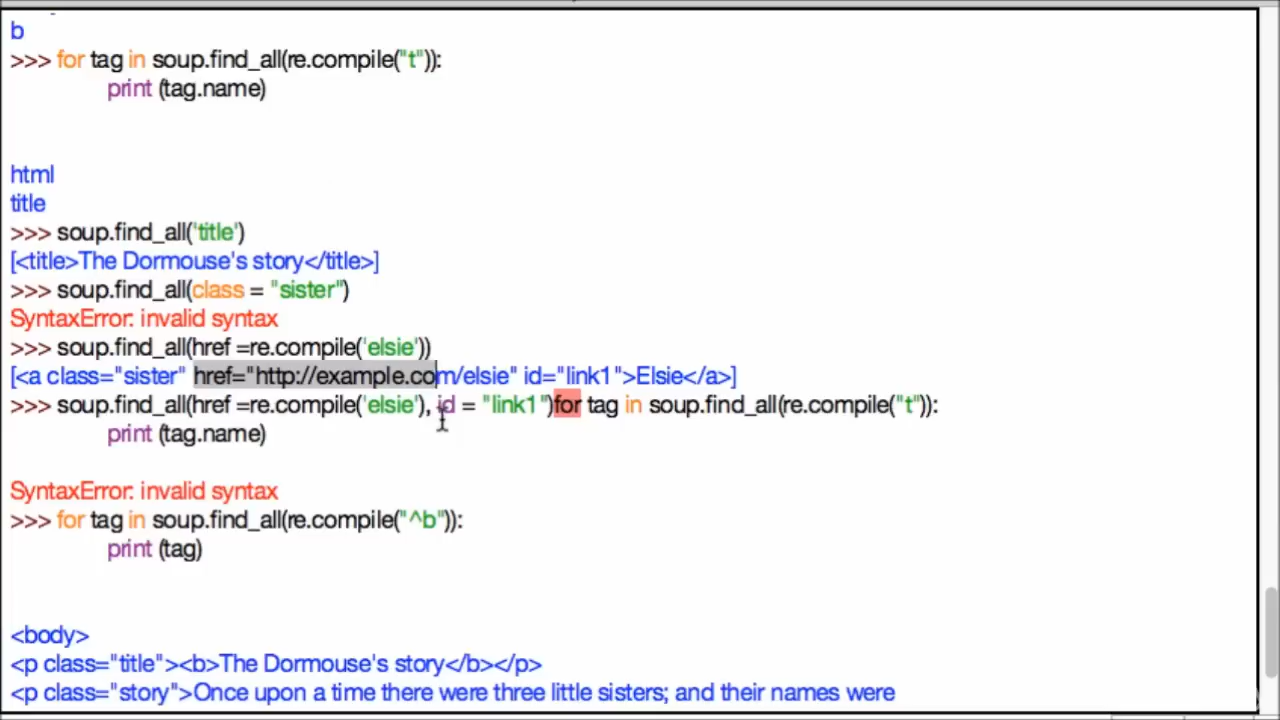 b
>>> for tag in soup.find_all(re.compile("t")):
print (tag.name)
html
title
>>> soup.find_all('title')
[<title>The Dormouse's story</title>]
>>> soup.find_all(class = "sister")
SyntaxError: invalid syntax
>>> soup.find_all(href =re.compile('elsie'))
[<a class="sister" href="http://example.com/elsie" id="link1">Elsie</a>]
>>> soup.find_all(href =re.compile('elsie'), id = "link1")for tag in soup.find_all(re.compile("t")):
print (tag.name)
SyntaxError: invalid syntax
>>> for tag in soup.find_all(re.compile("^b")):
print (tag)
<body>
<p class="title"><b>The Dormouse's story</b></p>
<p class="story">Once upon a time there were three little sisters; and their names were